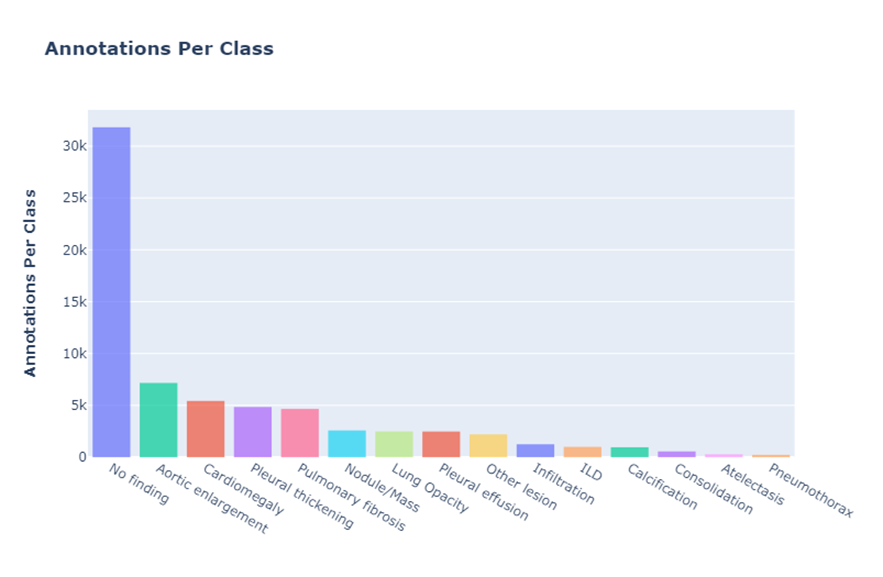 Annotations Per Class
Annotations Per Class
30k
25k
20k
15k
10k
5k
0
No finding
Aortic enlargement
Cardiomegaly
Pleural thickening
Pulmonary fibrosis
Nodule/Mass
Lung Opacity
Pleural effusion
Other lesion
Infiltration
ILD
Calcification
Consolidation
Atelectasis
Pneumothorax